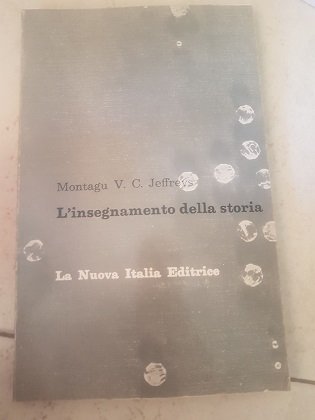 Montagu V. C. Jeffreys
L'insegnamento della storia
La Nuova Italia Editrice